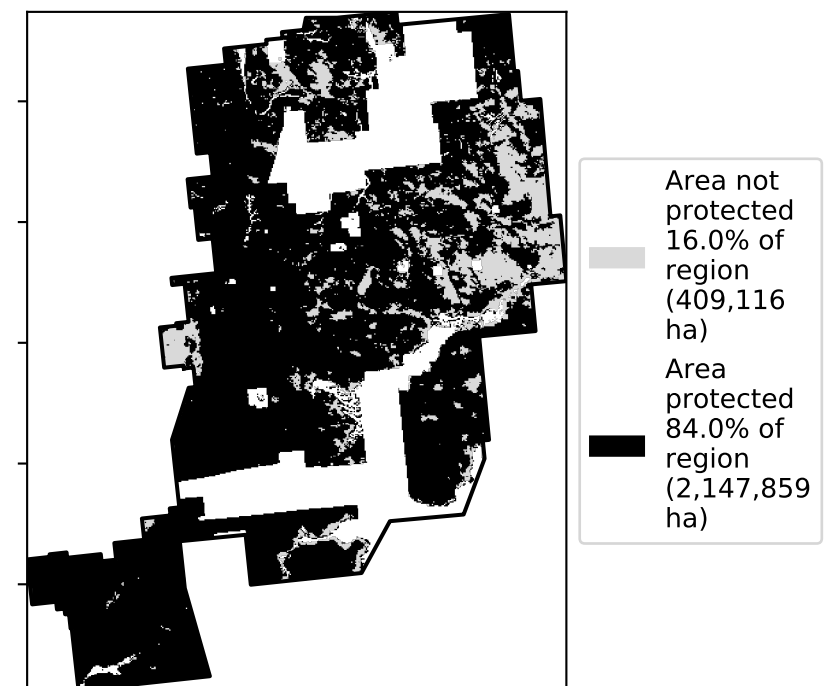 Area not
protected
16.0% of
region
(409,116
ha)
Area
protected
84.0% of
region
(2,147,859
ha)